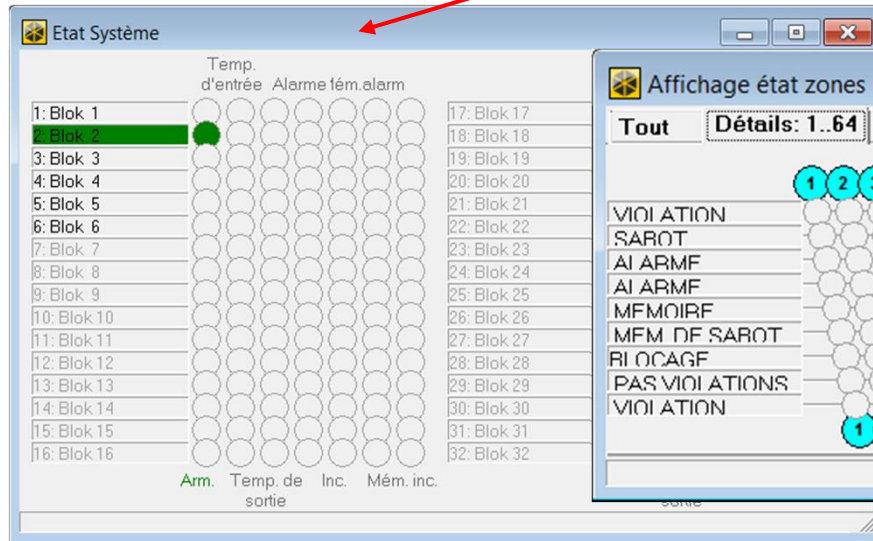 Etat Système
Temp.
d'entrée Alarme tém.alarm
1: Blok 1
2: Blok 2
3: Blok 3
4: Blok 4
5: Blok 5
6: Blok 6
7: Blok 7
8: Blok 8
9: Blok 9
10: Blok 10
11: Blok 11
12: Blok 12
13: Blok 13
14: Blok 14
15: Blok 15
16: Blok 16
Arm. Temp. de Inc. Mém. inc.
sortie
17: Blok 17
18: Blok 18
19: Blok 19
20: Blok 20
21: Blok 21
22: Blok 22
23: Blok 23
24: Blok 24
25: Blok 25
26: Blok 26
27: Blok 27
28: Blok 28
29: Blok 29
30: Blok 30
31: Blok 31
32: Blok 32
sortie
Affichage état zones
Tout Détails: 1..64
1 2
VIOLATION
SABOT
ALARME
ALARME
MEMOIRE
MEM. DE SABOT
BLOCAGE
PAS VIOLATIONS
VIOLATION
1